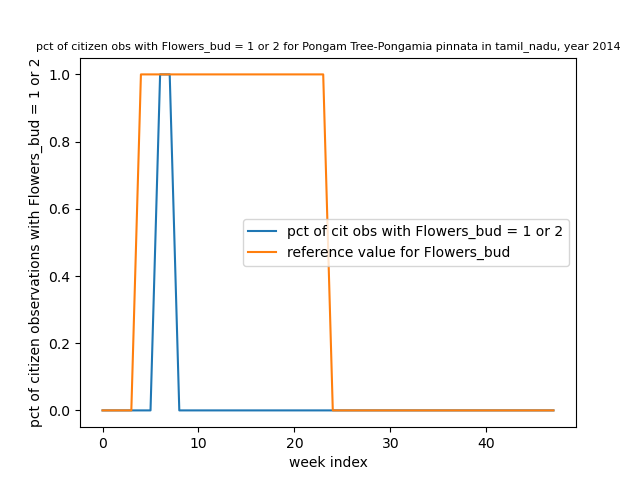 pct of citizen obs with Flowers_bud = 1 or 2 for Pongam Tree-Pongamia pinnata in tamil_nadu, year 2014
pct of citizen observations with Flowers_bud = 1 or 2
1.0
0.8
0.6
0.4
0.2
0.0
pct of cit obs with Flowers_bud = 1 or 2
reference value for Flowers_bud
0 10 20 30 40
week index